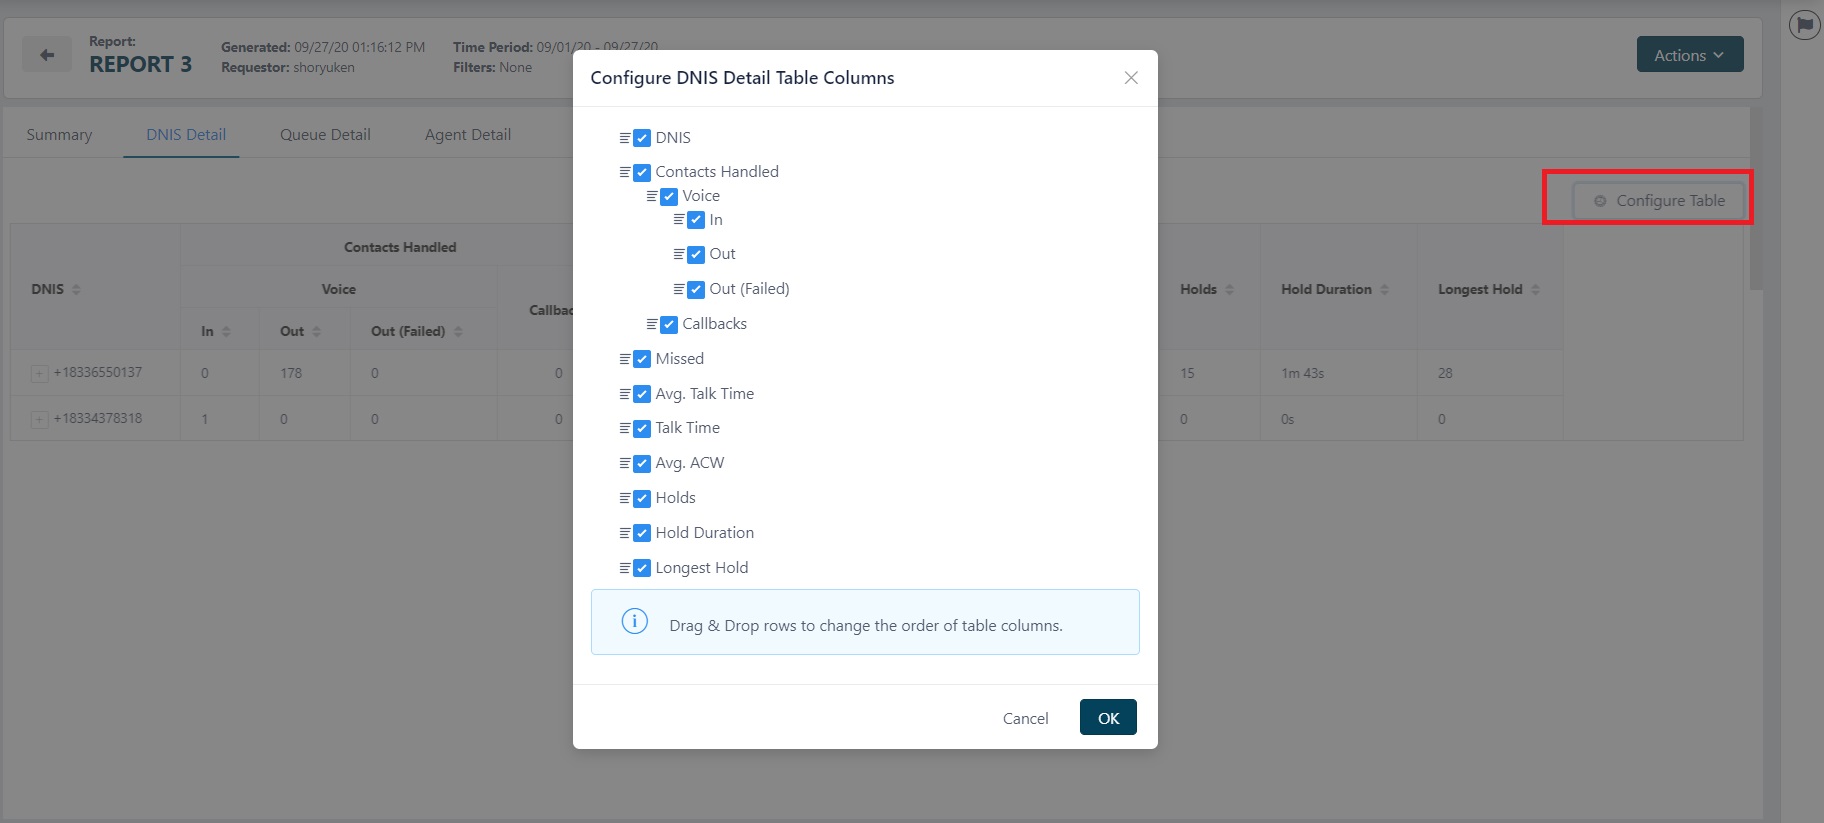 Report:
REPORT 3
Generated: 09/27/20 01:16:12 PM
Requestor: shoryuken
Time Period: 09/01/20 - 09/27/20
Filters: None
Actions
Summary
DNIS Detail
Queue Detail
Agent Detail
Configure Table
Contacts Handled
DNIS
Voice
Callbac
In
Out
Out (Failed)
Holds
Hold Duration
Longest Hold
+18336550137
0
178
0
0
15
1m 43s
28
+18334378318
1
0
0
0
0
0s
0
Configure DNIS Detail Table Columns
DNIS
Contacts Handled
Voice
In
Out
Out (Failed)
Callbacks
Missed
Avg. Talk Time
Talk Time
Avg. ACW
Holds
Hold Duration
Longest Hold
Drag & Drop rows to change the order of table columns.
Cancel
OK